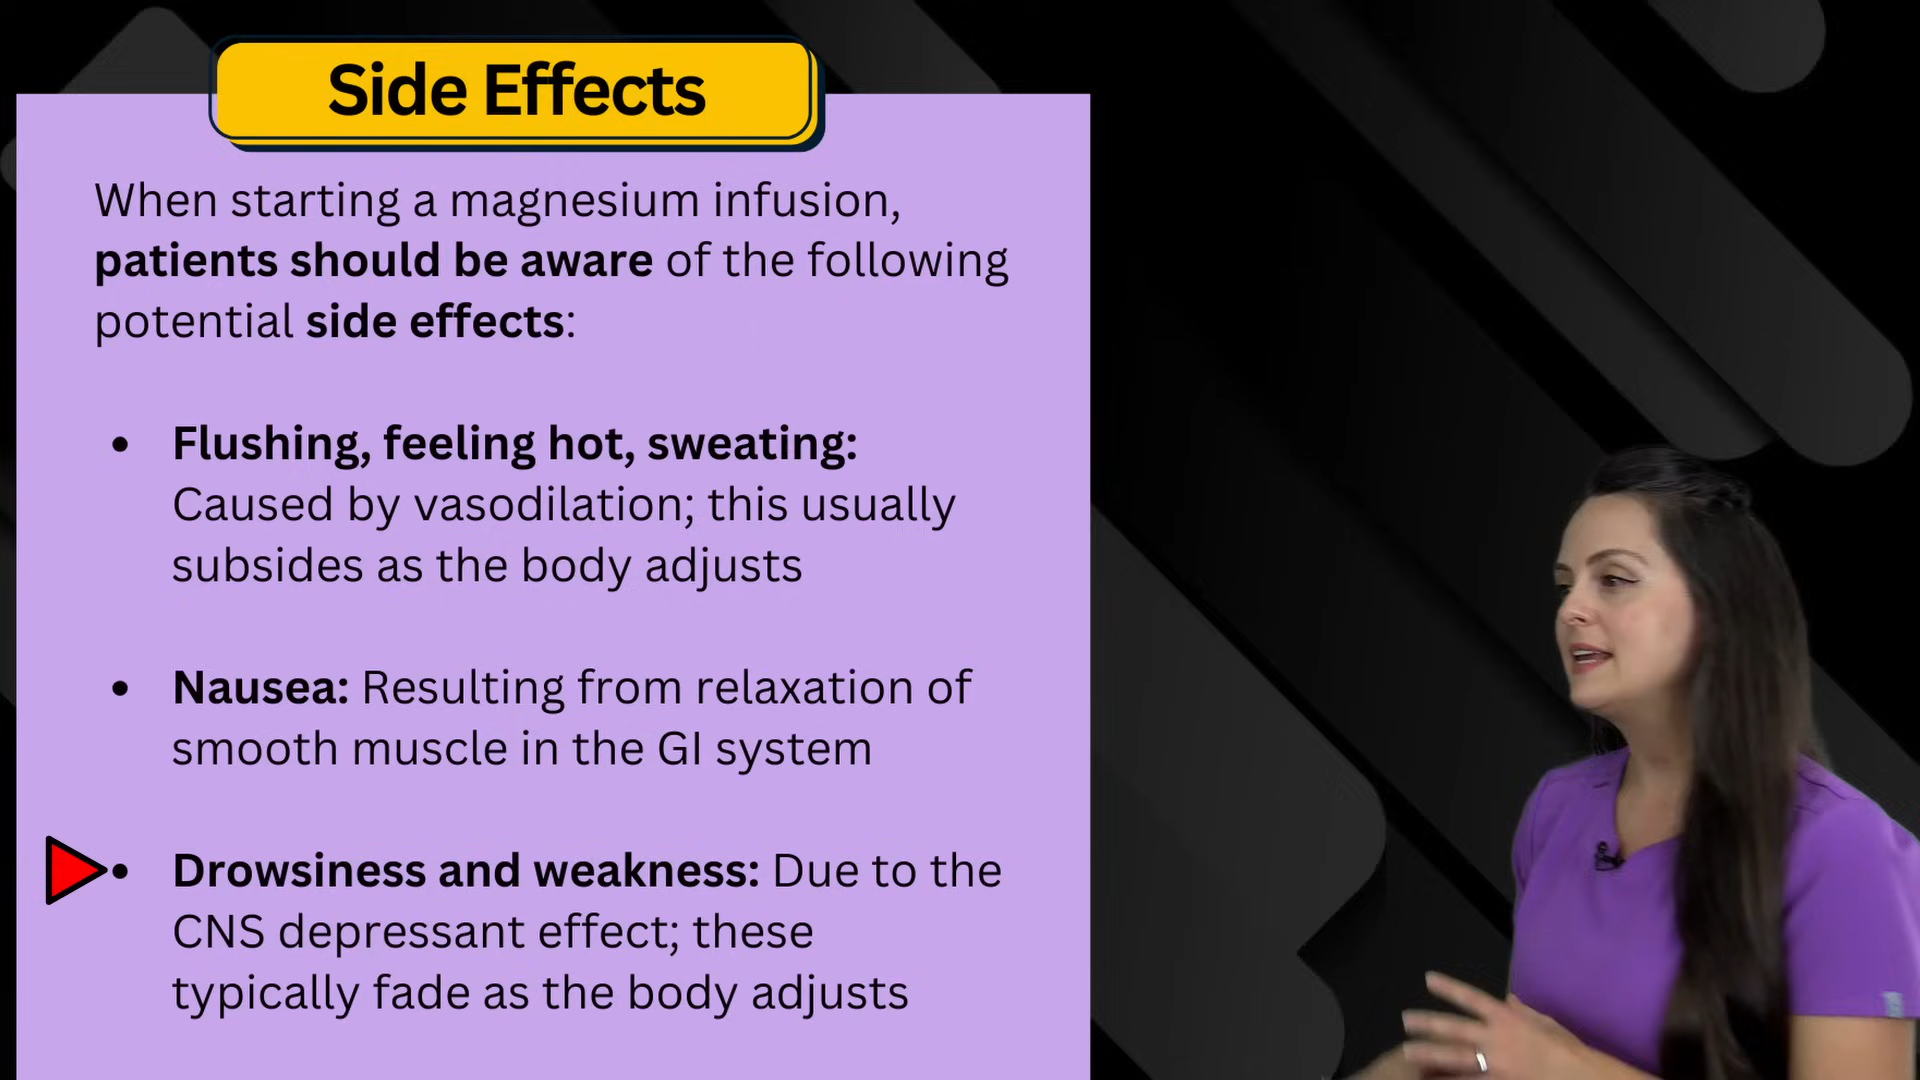 Side Effects
When starting a magnesium infusion,
patients should be aware of the following
potential side effects:
• Flushing, feeling hot, sweating:
Caused by vasodilation; this usually
subsides as the body adjusts
• Nausea: Resulting from relaxation of
smooth muscle in the GI system
• Drowsiness and weakness: Due to the
CNS depressant effect; these
typically fade as the body adjusts